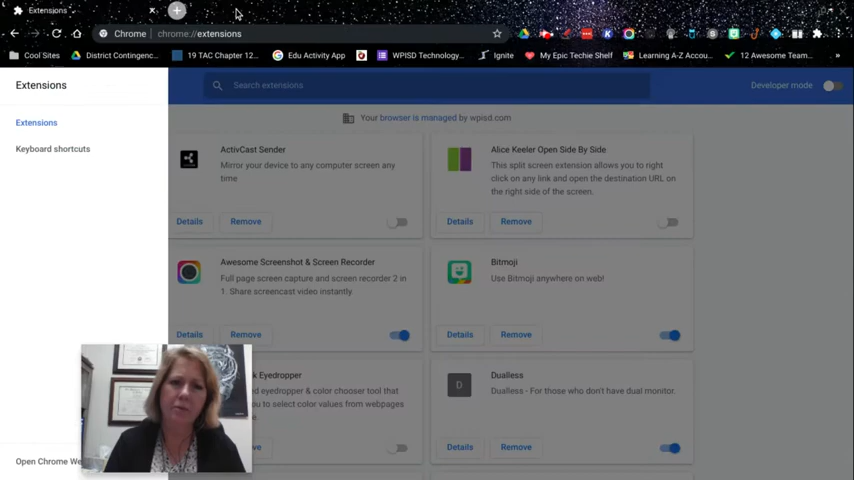 Extensions
Chrome chrome://extensions
Cool Sites District Contingenc... 19 TAC Chapter 12... Edu Activity App WPISD Technology... Ignite My Epic Techie Shelf Learning A-Z Accou... 12 Awesome Team... »
Extensions
Search extensions
Developer mode
Your browser is managed by wpisd.com
Extensions
Keyboard shortcuts
ActivCast Sender
Mirror your device to any computer screen any
time
Details Remove
Alice Keeler Open Side By Side
This split screen extension allows you to right
click on any link and open the destination URL on
the right side of the screen.
Details Remove
Awesome Screenshot & Screen Recorder
Full page screen capture and screen recorder 2 in
1 Share screencast video instantly.
Details Remove
Bitmoji
Use Bitmoji anywhere on web!
Details Remove
Eyedropper
ed eyedropper & color chooser tool that
you to select color values from webpages
D
Dualless
Dualless - For those who don't have dual monitor.
Details Remove
Open Chrome We